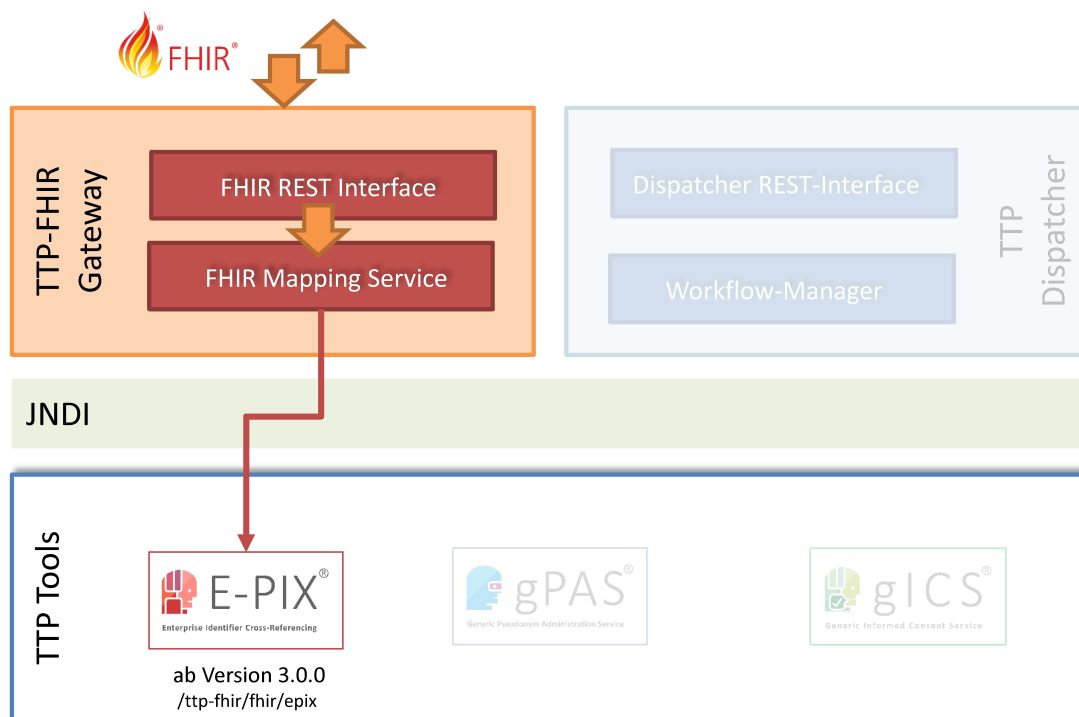 FHIR®
TTP-FHIR
Gateway
FHIR REST Interface
FHIR Mapping Service
Dispatcher REST-Interface
Workflow-Manager
TTP
Dispatcher
JNDI
TTP Tools
E-PIX®
Enterprise Identifier Cross-Referencing
ab Version 3.0.0
/ttp-fhir/fhir/epix
gPAS®
Generic Pseudonym Administration Service
gICS®
Generic Informed Consent Service